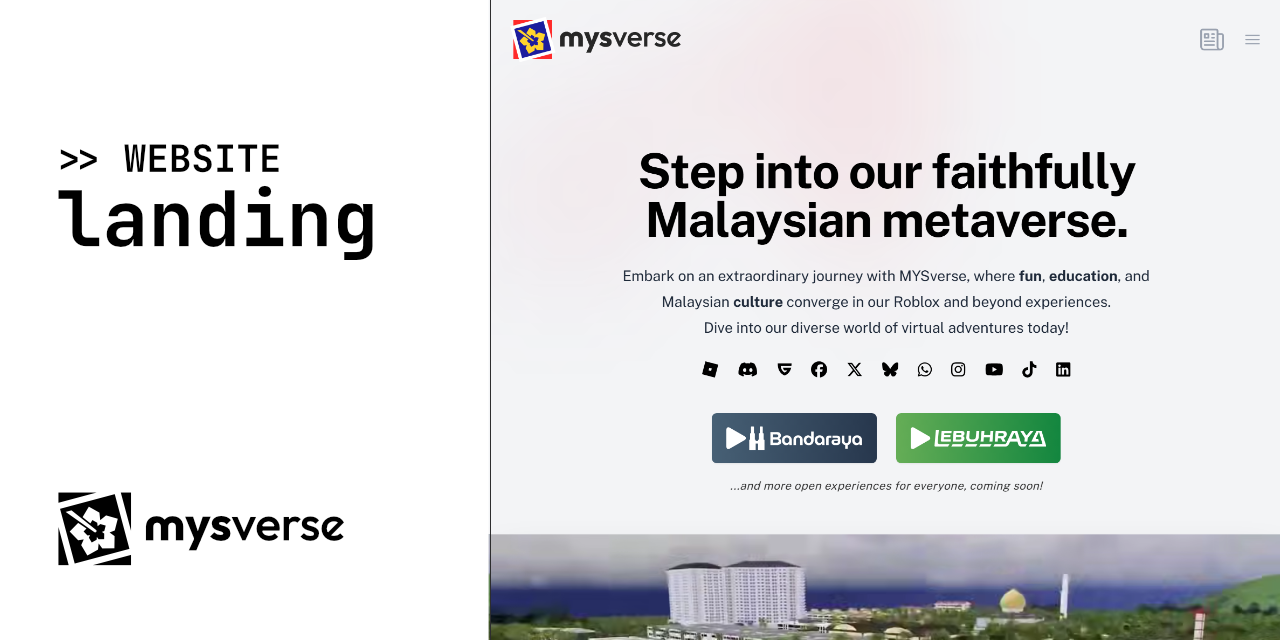 >> WEBSITE
landing
mysverse
mysverse
Step into our faithfully
Malaysian metaverse.
Embark on an extraordinary journey with MYSverse, where fun, education, and
Malaysian culture converge in our Roblox and beyond experiences.
Dive into our diverse world of virtual adventures today!
Bandaraya
LEBUHRAYA
...and more open experiences for everyone, coming soon!